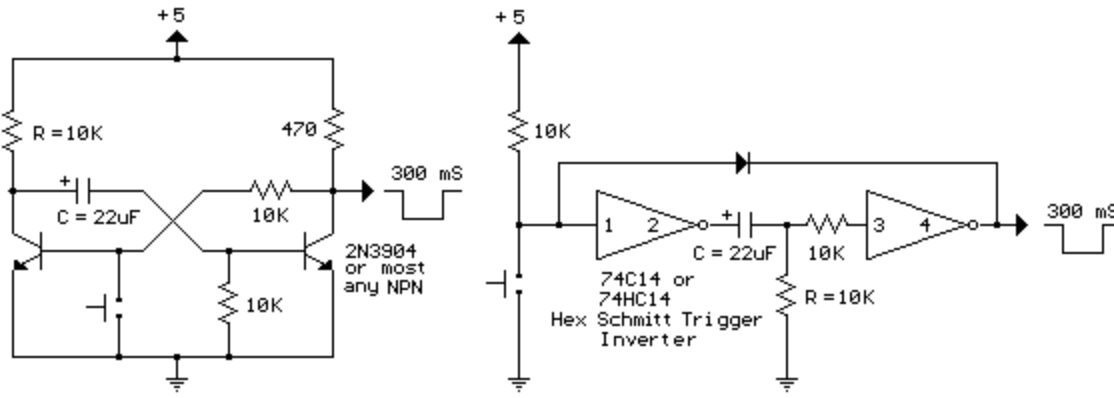 +5
R = 10K
470
300 mS
+
C = 22uF
10K
2N3904
or most
any NPN
10K
+5
10K
1
2
+
C = 22uF
10K
3
4
300 mS
74C14 or
74HC14
Hex Schmitt Trigger
Inverter
R = 10K